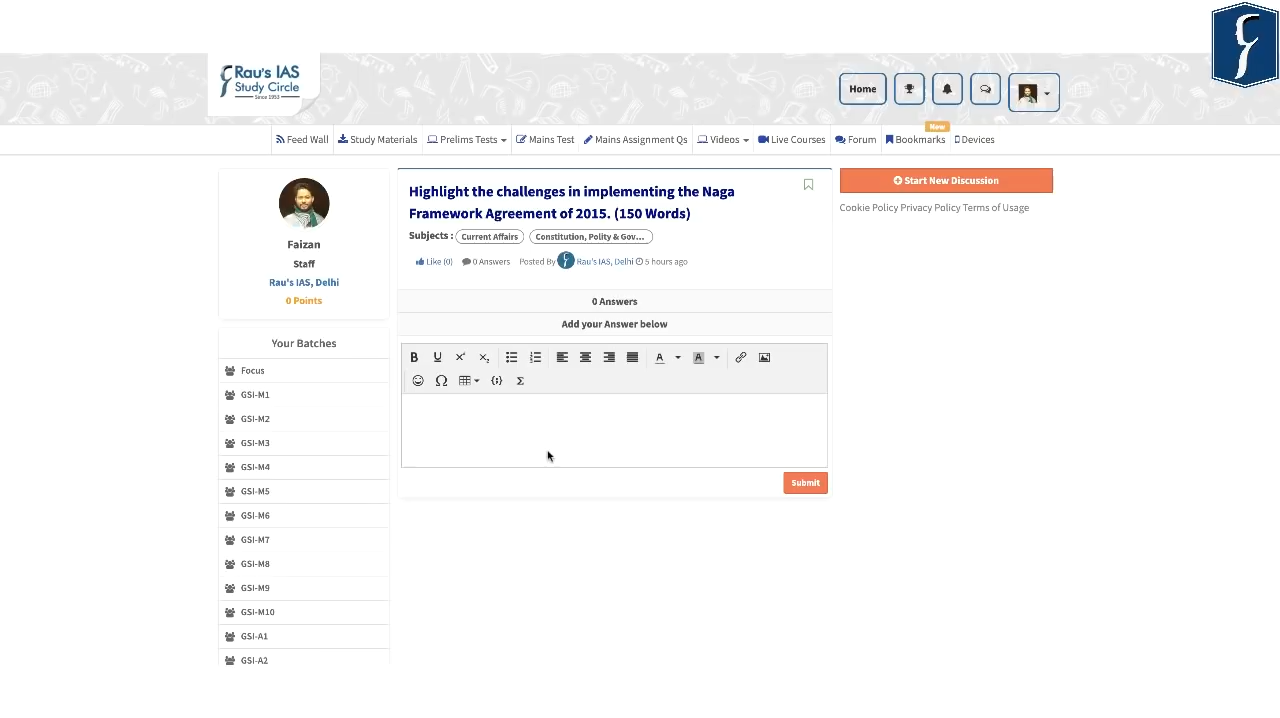 Rau's IAS
Study Circle
Since 1953
Home
New
Feed Wall Study Materials Prelims Tests Mains Test Mains Assignment Qs Videos Live Courses Forum Bookmarks Devices
Faizan
Staff
Rau's IAS, Delhi
0 Points
Your Batches
Focus
GSI-M1
GSI-M2
GSI-M3
GSI-M4
GSI-M5
GSI-M6
GSI-M7
GSI-M8
GSI-M9
GSI-M10
GSI-A1
GSI-A2
Highlight the challenges in implementing the Naga
Framework Agreement of 2015. (150 Words)
Subjects : Current Affairs Constitution, Polity & Gov...
Like (0) 0 Answers Posted By Rau's IAS, Delhi 5 hours ago
0 Answers
Add your Answer below
B U X² X₂ A A
Ω {;} Σ
Submit
Start New Discussion
Cookie Policy Privacy Policy Terms of Usage